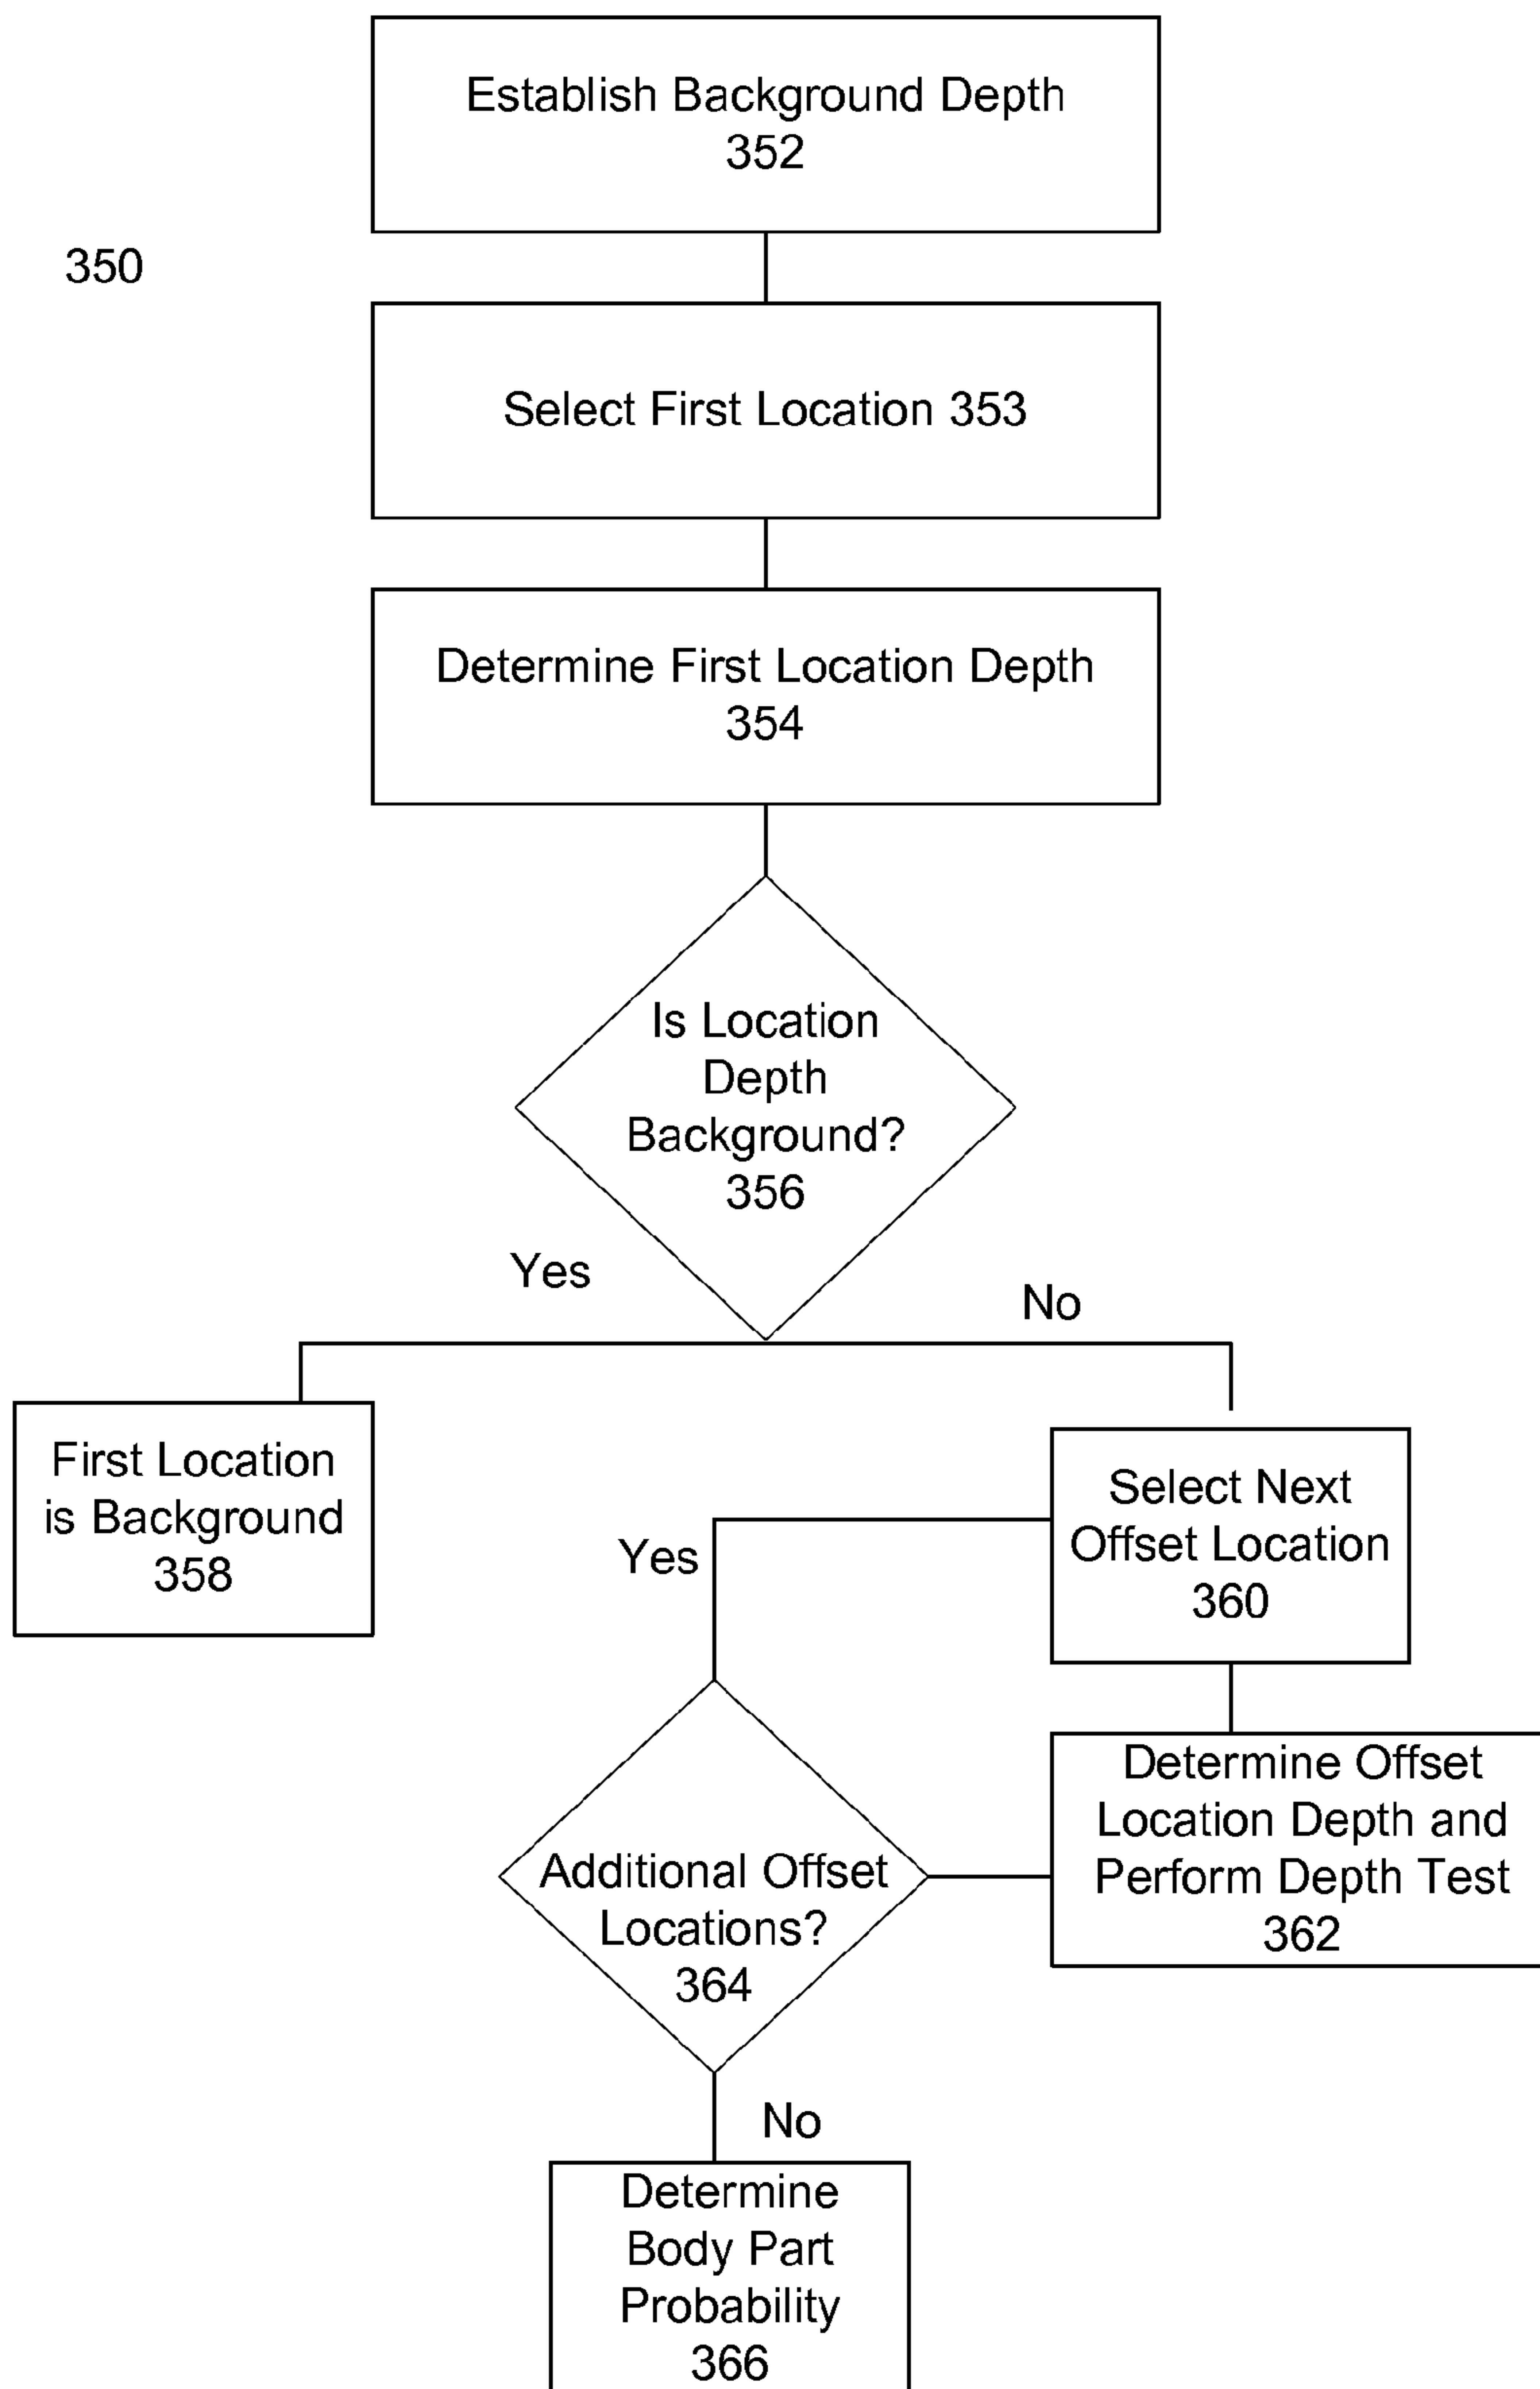 Establish Background Depth
352
350
Select First Location 353
Determine First Location Depth
354
Is Location
Depth
Background?
356
Yes
No
First Location
is Background
358
Select Next
Offset Location
360
Yes
Determine Offset
Location Depth and
Perform Depth Test
362
Additional Offset
Locations?
364
No
Determine
Body Part
Probability
366